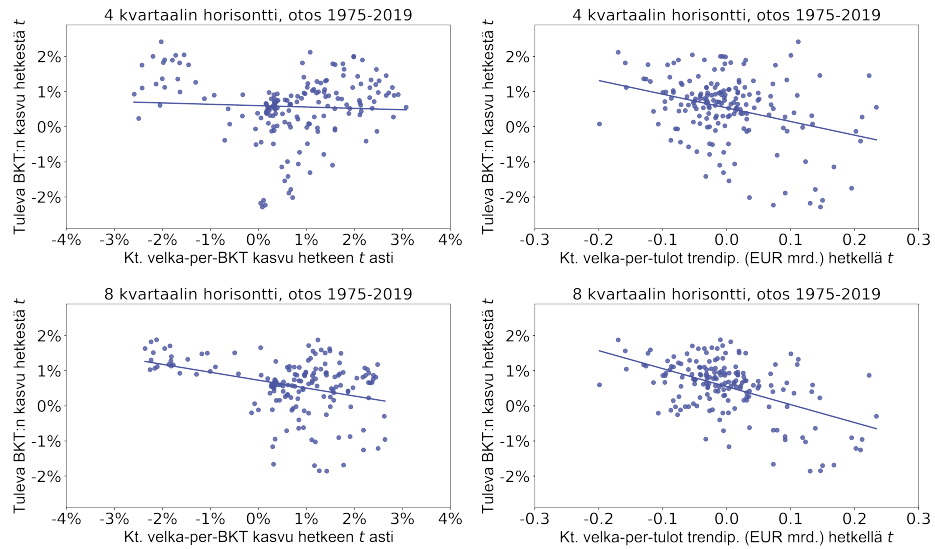 4 kvartaalin horisontti, otos 1975-2019
Tuleva BKT:n kasvu hetkestä t
2%
1%
0%
-1%
-2%
-4% -3% -2% -1% 0% 1% 2% 3% 4%
Kt. velka-per-BKT kasvu hetkeen t asti
4 kvartaalin horisontti, otos 1975-2019
Tuleva BKT:n kasvu hetkestä t
2%
1%
0%
-1%
-2%
-0.3 -0.2 -0.1 0.0 0.1 0.2 0.3
Kt. velka-per-tulot trendip. (EUR mrd.) hetkellä t
8 kvartaalin horisontti, otos 1975-2019
Tuleva BKT:n kasvu hetkestä t
2%
1%
0%
-1%
-2%
-4% -3% -2% -1% 0% 1% 2% 3% 4%
Kt. velka-per-BKT kasvu hetkeen t asti
8 kvartaalin horisontti, otos 1975-2019
Tuleva BKT:n kasvu hetkestä t
2%
1%
0%
-1%
-2%
-0.3 -0.2 -0.1 0.0 0.1 0.2 0.3
Kt. velka-per-tulot trendip. (EUR mrd.) hetkellä t